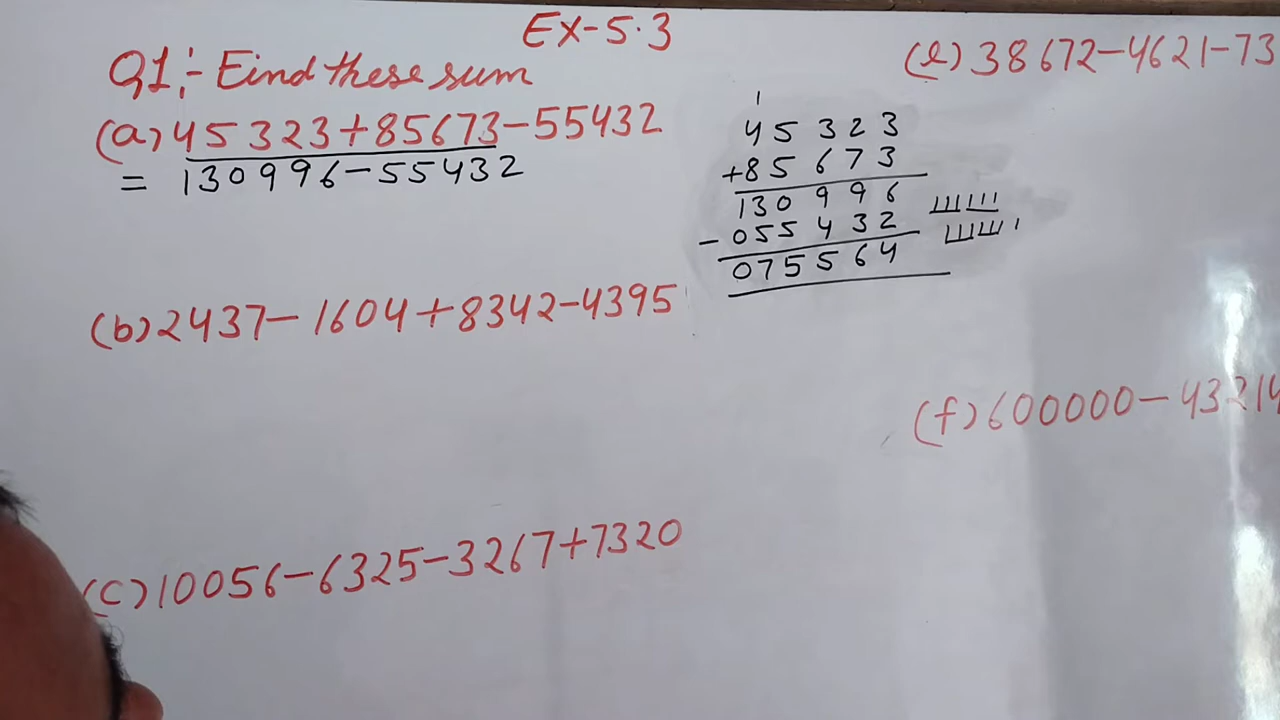 Ex-5.3
Q1:- Find these sum
(a) 45323+85673-55432
= 130996-55432
1
45323
+85673
130996
-055432
075564
(b) 2437-1604+8342-4395
(c) 10056-6325-3267+7320
(e) 38672-4621-73
(f) 600000-43214